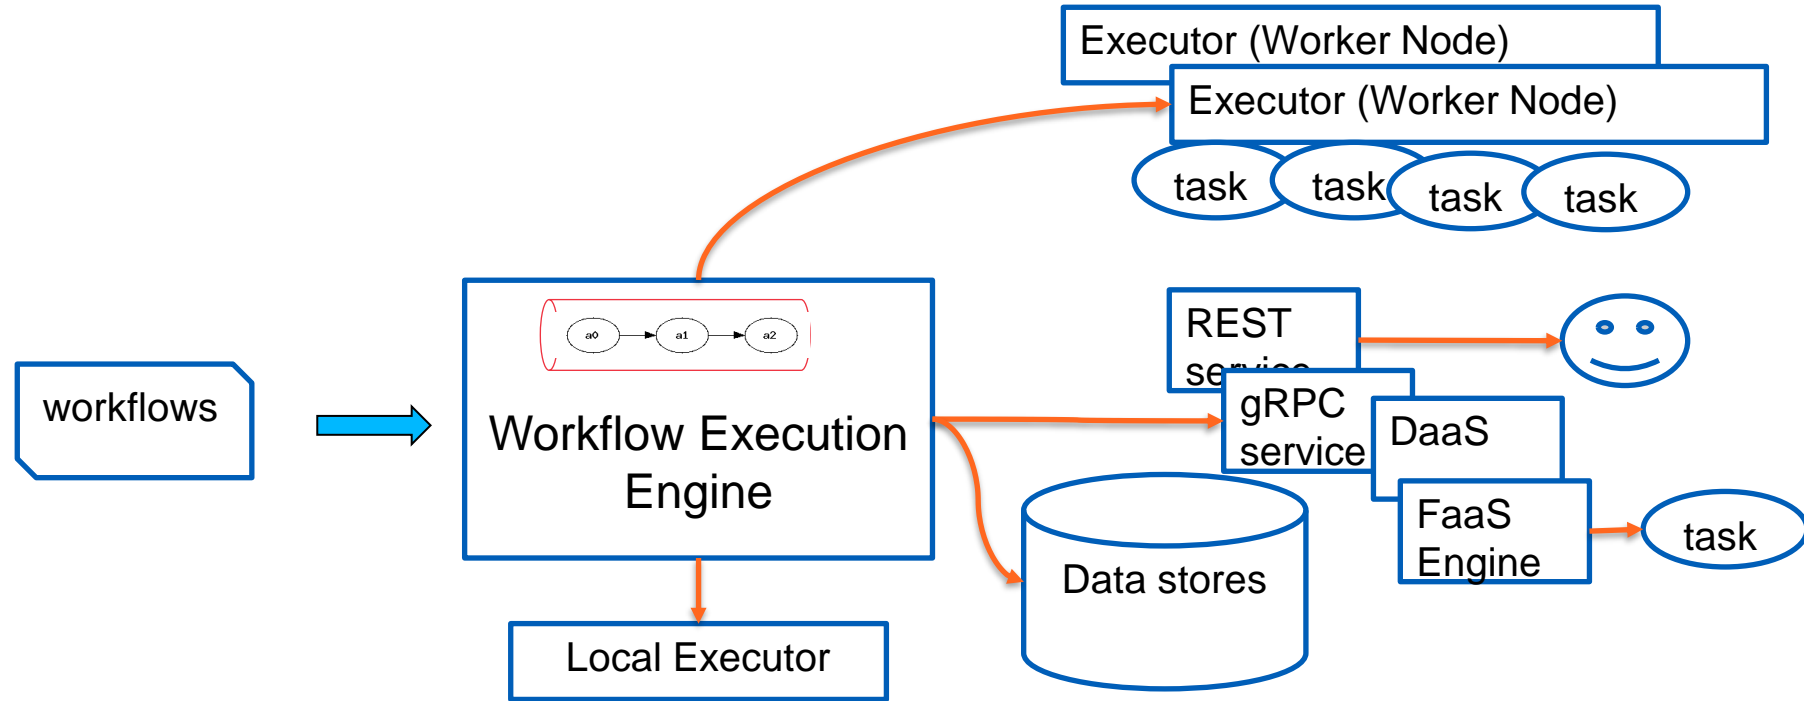 Executor (Worker Node)
Executor (Worker Node)
task
task
task
task
workflows
a0
a1
a2
Workflow Execution
Engine
Local Executor
REST
service
gRPC
service
DaaS
FaaS
Engine
task
Data stores